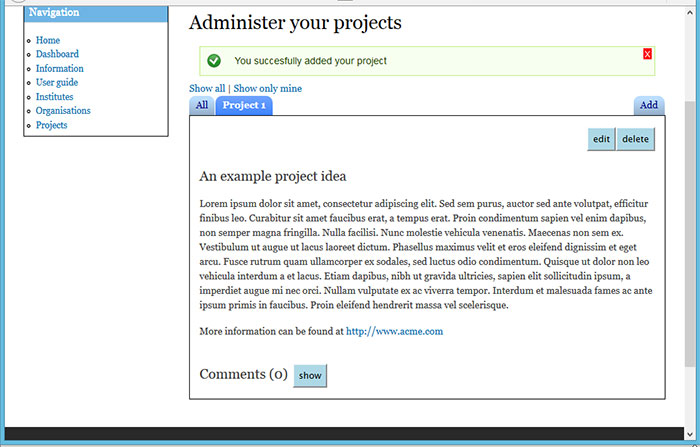 Navigation
Home
Dashboard
Information
User guide
Institutes
Organisations
Projects
Administer your projects
You succesfully added your project
X
Show all | Show only mine
All
Project 1
Add
edit
delete
An example project idea
Lorem ipsum dolor sit amet, consectetur adipiscing elit. Sed sem purus, auctor sed ante volutpat, efficitur
finibus leo. Curabitur sit amet faucibus erat, a tempus erat. Proin condimentum sapien vel enim dapibus,
non semper magna fringilla. Nulla facilisi. Nunc molestie vehicula venenatis. Maecenas non sem ex.
Vestibulum ut augue ut lacus laoreet dictum. Phasellus maximus velit et eros eleifend dignissim et eget
arcu. Fusce rutrum quam ullamcorper ex sodales, sed luctus odio condimentum. Quisque ut dolor non leo
vehicula interdum a et lacus. Etiam dapibus, nibh ut gravida ultricies, sapien elit sollicitudin ipsum, a
imperdiet augue mi nec orci. Nullam vulputate ex ac viverra tempor. Interdum et malesuada fames ac ante
ipsum primis in faucibus. Proin eleifend hendrerit massa vel scelerisque.
More information can be found at http://www.acme.com
Comments (0)
show